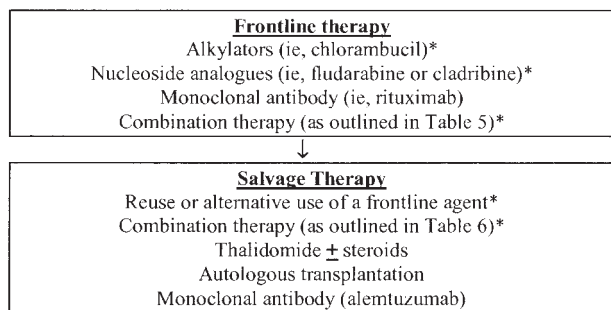 Frontline therapy
Alkylators (ie, chlorambucil)*
Nucleoside analogues (ie, fludarabine or cladribine)*
Monoclonal antibody (ie, rituximab)
Combination therapy (as outlined in Table 5)*
↓
Salvage Therapy
Reuse or alternative use of a frontline agent*
Combination therapy (as outlined in Table 6)*
Thalidomide ± steroids
Autologous transplantation
Monoclonal antibody (alemtuzumab)